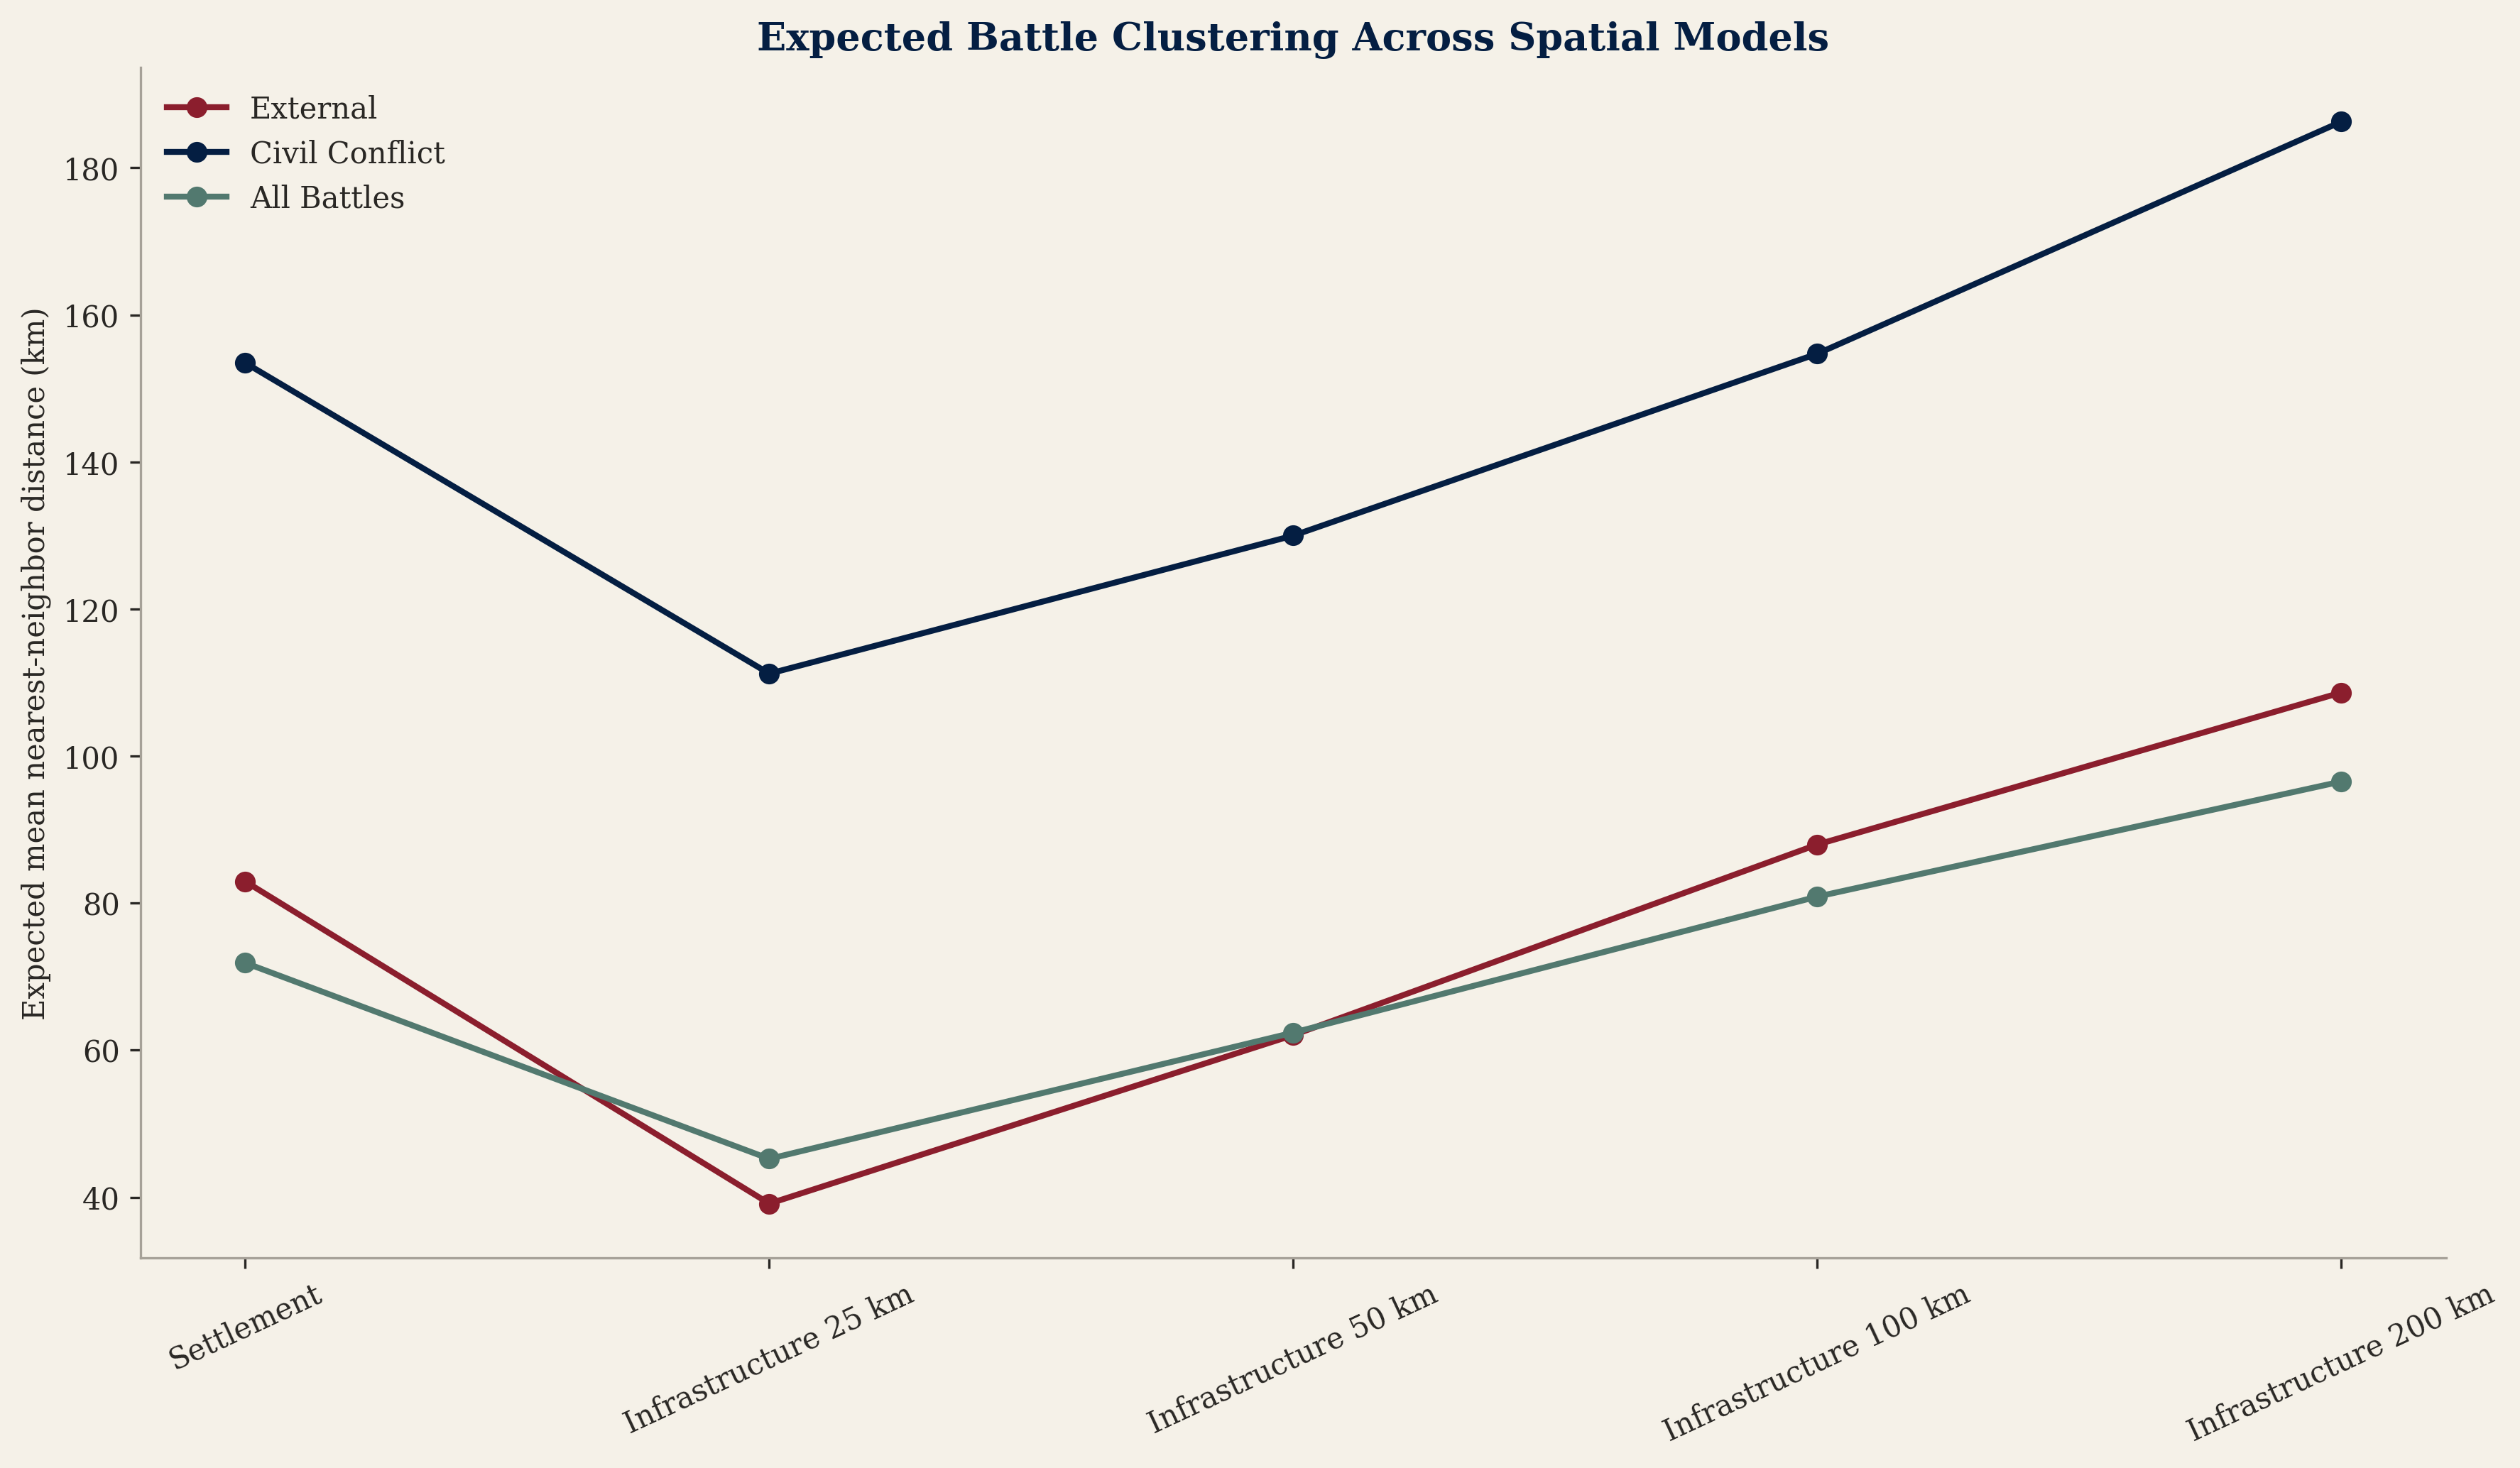 Expected Battle Clustering Across Spatial Models
External
Civil Conflict
All Battles
Expected mean nearest-neighbor distance (km)
180
160
140
120
100
80
60
40
Settlement
Infrastructure 25 km
Infrastructure 50 km
Infrastructure 100 km
Infrastructure 200 km